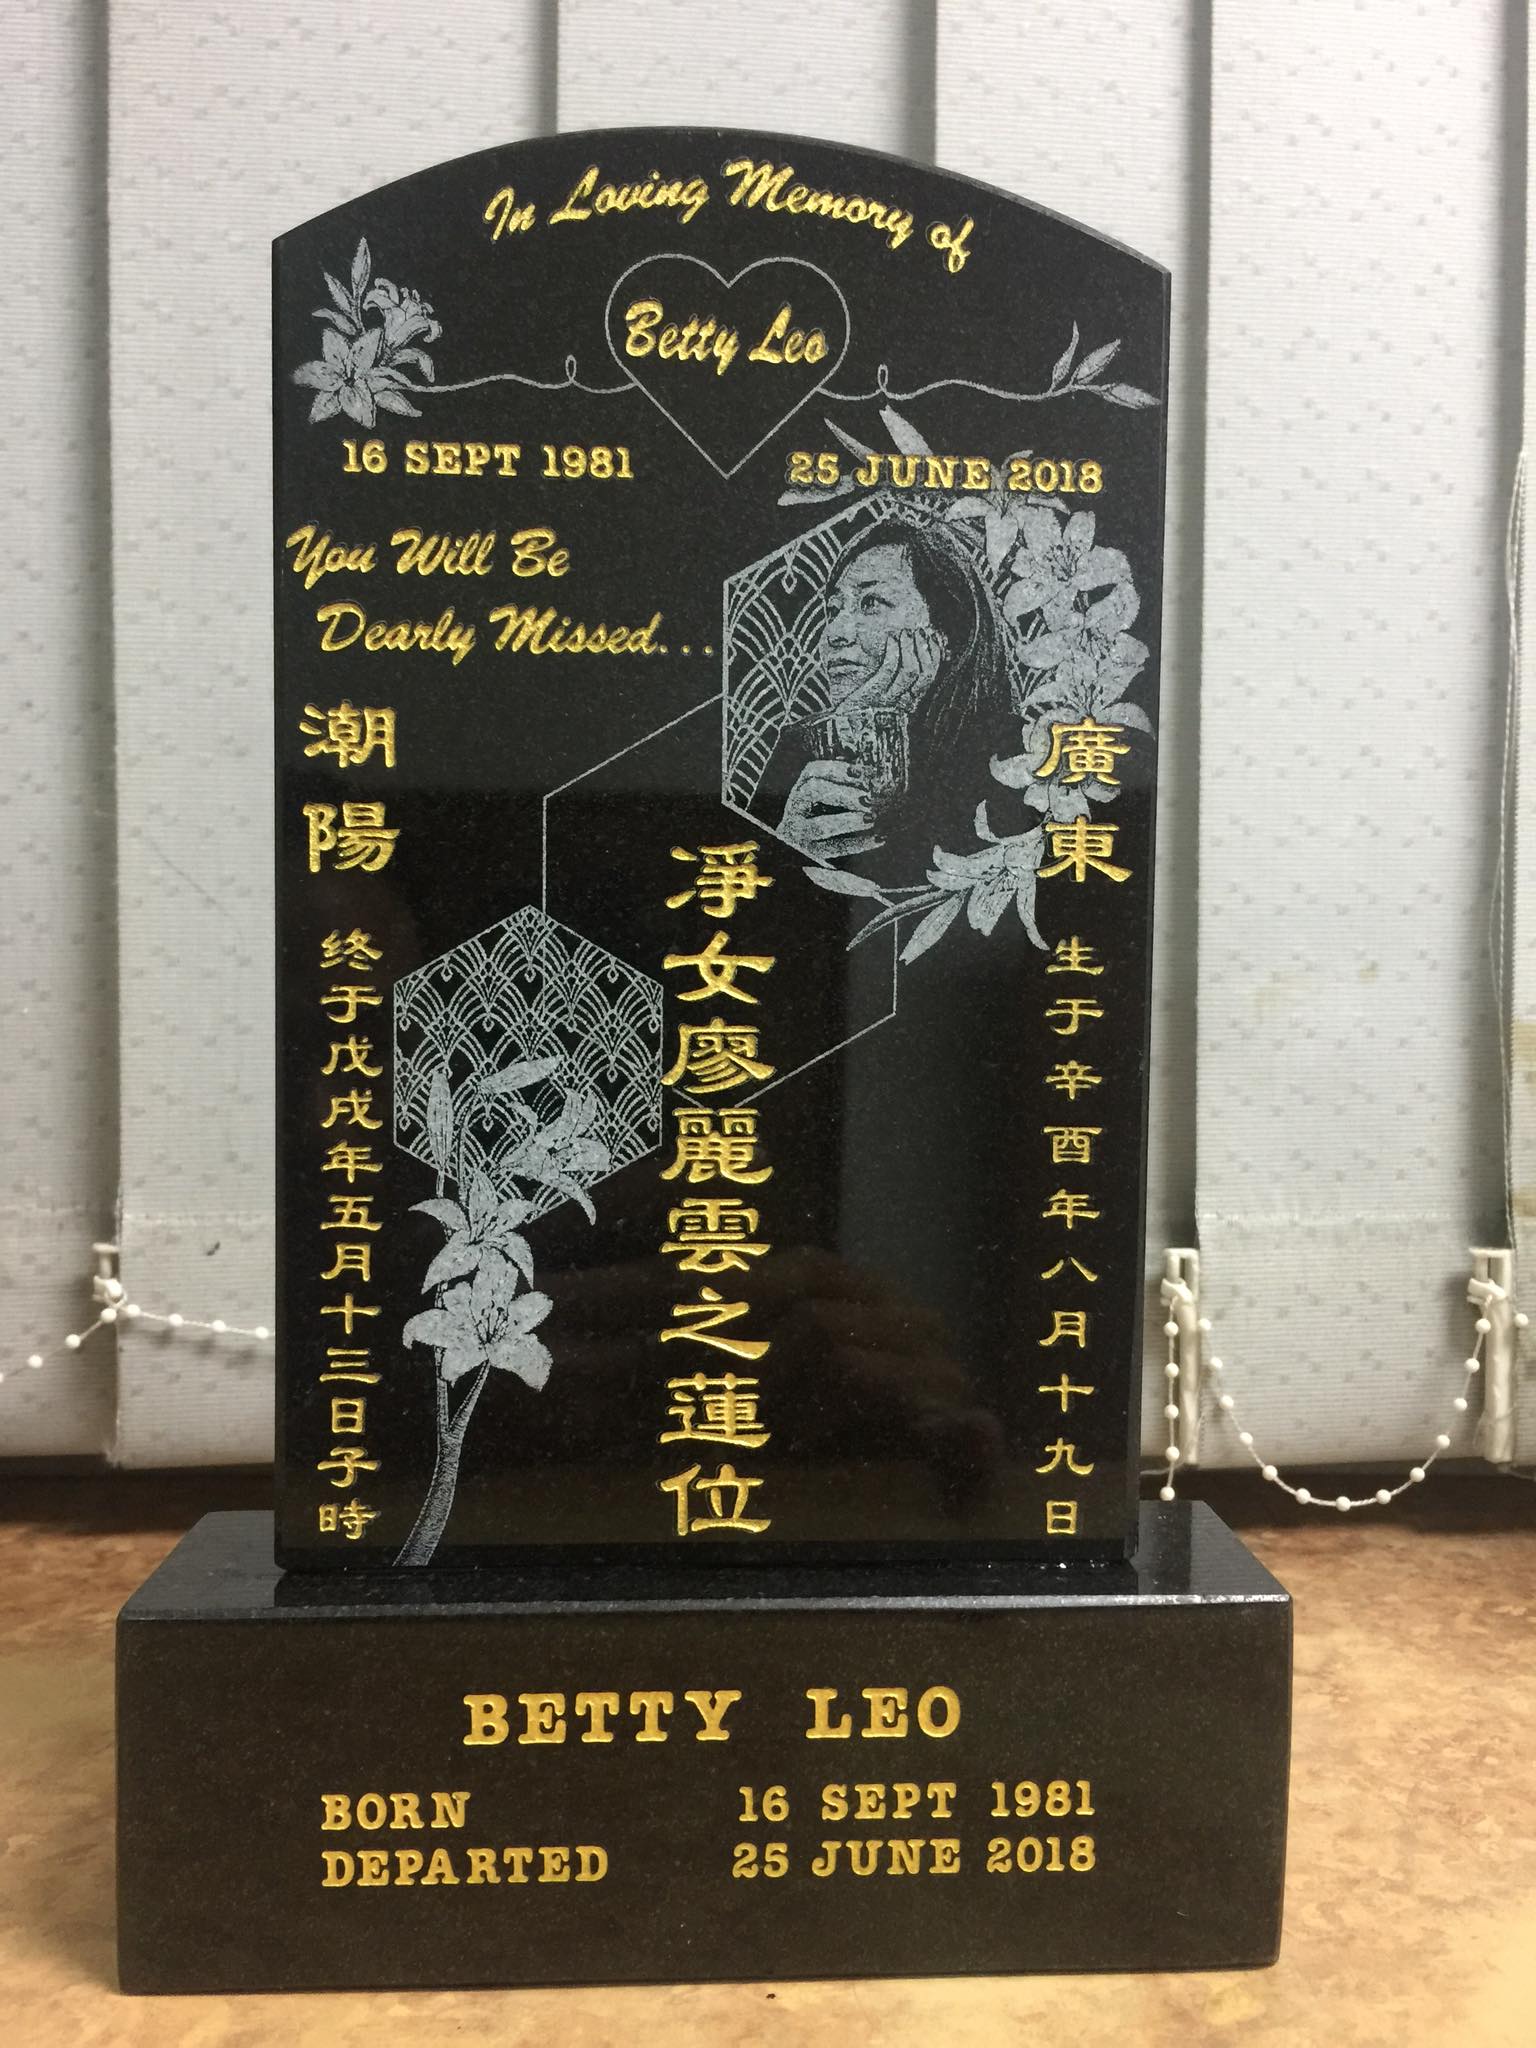 In Loving Memory of
Betty Leo
16 SEPT 1981
25 JUNE 2018
You Will Be
Dearly Missed...
廣東
生于辛酉年八月十九日
淨女廖麗雲之蓮位
潮陽
终于戊戌年五月十三日子時
BETTY LEO
BORN 16 SEPT 1981
DEPARTED 25 JUNE 2018